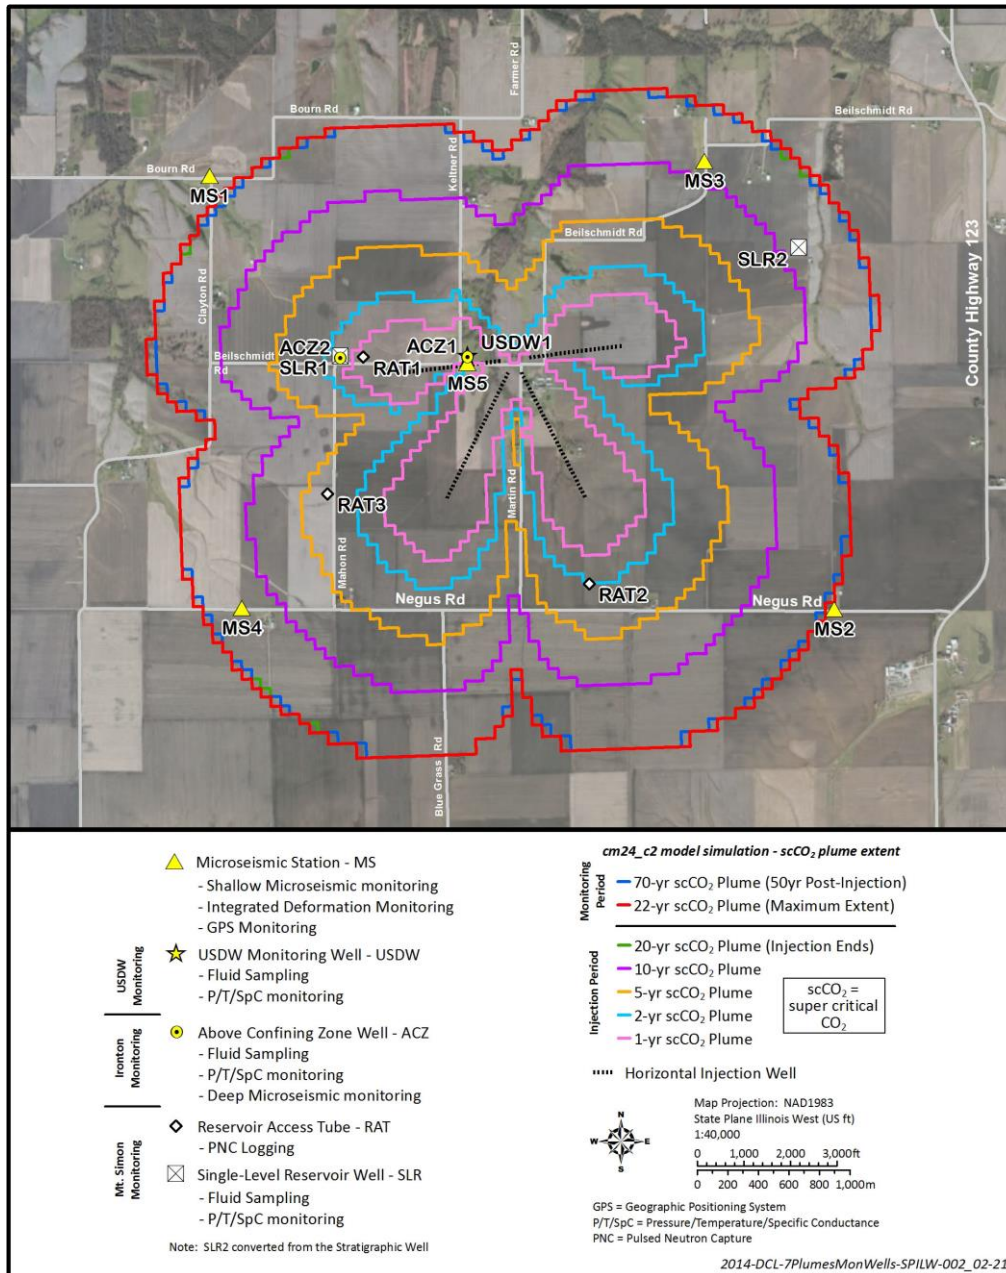 Farmer Rd
Bourn Rd
Beilschmidt Rd
Bourn Rd
Keltner Rd
MS3
MS1
Beilschmidt Rd
SLR2
County Highway 123
Clayton Rd
ACZ2
ACZ1
USDW1
Beilschmidt
Rd
SLR1
RAT1
MS5
RAT3
Martin Rd
Mahon Rd
RAT2
Negus Rd
Negus Rd
MS4
MS2
Blue Grass Rd
Microseismic Station - MS
- Shallow Microseismic monitoring
- Integrated Deformation Monitoring
- GPS Monitoring
USDW
Monitoring
USDW Monitoring Well - USDW
- Fluid Sampling
- P/T/SpC monitoring
Ironton
Monitoring
Above Confining Zone Well - ACZ
- Fluid Sampling
- P/T/SpC monitoring
- Deep Microseismic monitoring
Mt. Simon
Monitoring
Reservoir Access Tube - RAT
- PNC Logging
Single-Level Reservoir Well - SLR
- Fluid Sampling
- P/T/SpC monitoring
Note: SLR2 converted from the Stratigraphic Well
cm24_c2 model simulation - scCO₂ plume extent
Monitoring
Period
70-yr scCO₂ Plume (50yr Post-Injection)
22-yr scCO₂ Plume (Maximum Extent)
Injection Period
20-yr scCO₂ Plume (Injection Ends)
10-yr scCO₂ Plume
5-yr scCO₂ Plume
2-yr scCO₂ Plume
1-yr scCO₂ Plume
scCO₂ =
super critical
CO₂
Horizontal Injection Well
N
W E
S
Map Projection: NAD1983
State Plane Illinois West (US ft)
1:40,000
0 1,000 2,000 3,000ft
0 200 400 600 800 1,000m
GPS = Geographic Positioning System
P/T/SpC = Pressure/Temperature/Specific Conductance
PNC = Pulsed Neutron Capture
2014-DCL-7PlumesMonWells-SPILW-002_02-21